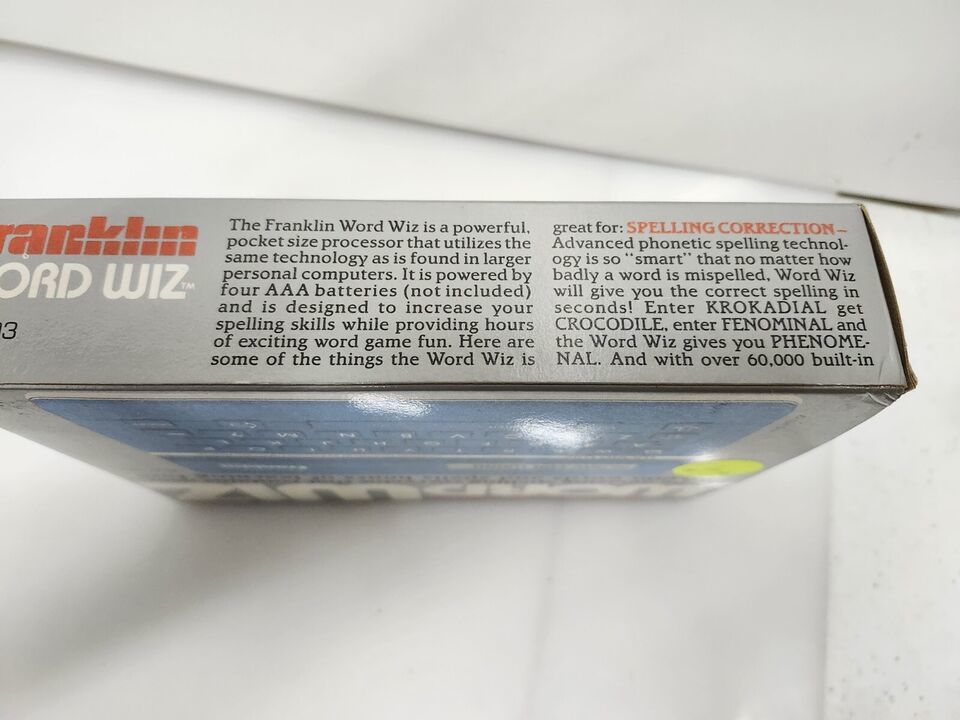 ranklin
ORD WIZ™
93
The Franklin Word Wiz is a powerful,
pocket size processor that utilizes the
same technology as is found in larger
personal computers. It is powered by
four AAA batteries (not included)
and is designed to increase your
spelling skills while providing hours
of exciting word game fun. Here are
some of the things the Word Wiz is
great for: SPELLING CORRECTION–
Advanced phonetic spelling technol-
ogy is so "smart" that no matter how
badly a word is mispelled, Word Wiz
will give you the correct spelling in
seconds! Enter KROKADIAL get
CROCODILE, enter FENOMINAL and
the Word Wiz gives you PHENOME-
NAL. And with over 60,000 built-in